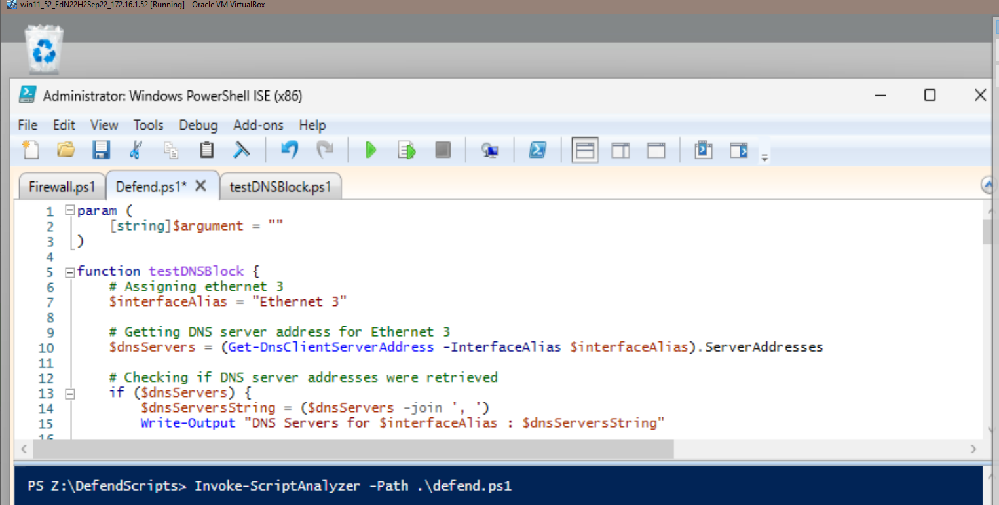 win11_52_EdN22H2Sep22_172.16.1.52 [Running] - Oracle VM VirtualBox
Administrator: Windows PowerShell ISE (x86)
File Edit View Tools Debug Add-ons Help
Firewall.ps1 Defend.ps1* testDNSBlock.ps1
1 param (
2     [string]$argument = ""
3 )
4
5 function testDNSBlock {
6     # Assigning ethernet 3
7     $interfaceAlias = "Ethernet 3"
8
9     # Getting DNS server address for Ethernet 3
10     $dnsServers = (Get-DnsClientServerAddress -InterfaceAlias $interfaceAlias).ServerAddresses
11
12     # Checking if DNS server addresses were retrieved
13     if ($dnsServers) {
14         $dnsServersString = ($dnsServers -join ', ')
15         Write-Output "DNS Servers for $interfaceAlias : $dnsServersString"
16
PS Z:\DefendScripts> Invoke-ScriptAnalyzer -Path .\defend.ps1